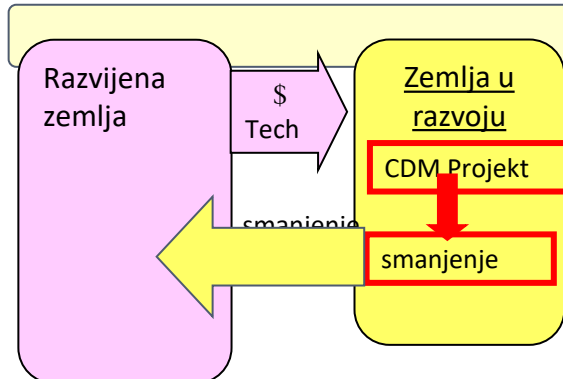 Razvijena
zemlja
$
Tech
Zemlja u
razvoju
CDM Projekt
smanjenje
smanjenje